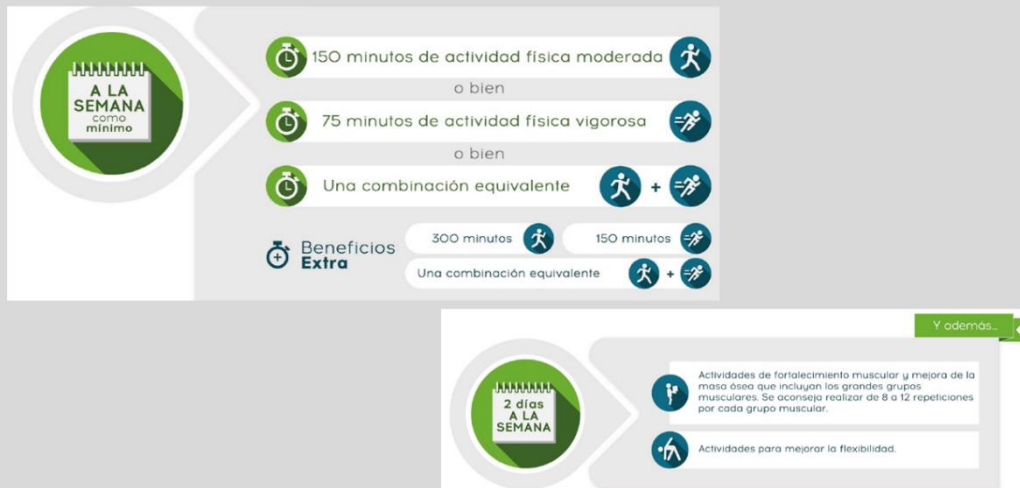 A LA
SEMANA
como
mínimo
150 minutos de actividad física moderada
o bien
75 minutos de actividad física vigorosa
o bien
Una combinación equivalente
Beneficios
Extra
300 minutos
150 minutos
Una combinación equivalente
Y además...
2 días
A LA
SEMANA
Actividades de fortalecimiento muscular y mejora de la
masa ósea que incluyan los grandes grupos
musculares. Se aconseja realizar de 8 a 12 repeticiones
por cada grupo muscular.
Actividades para mejorar la flexibilidad.